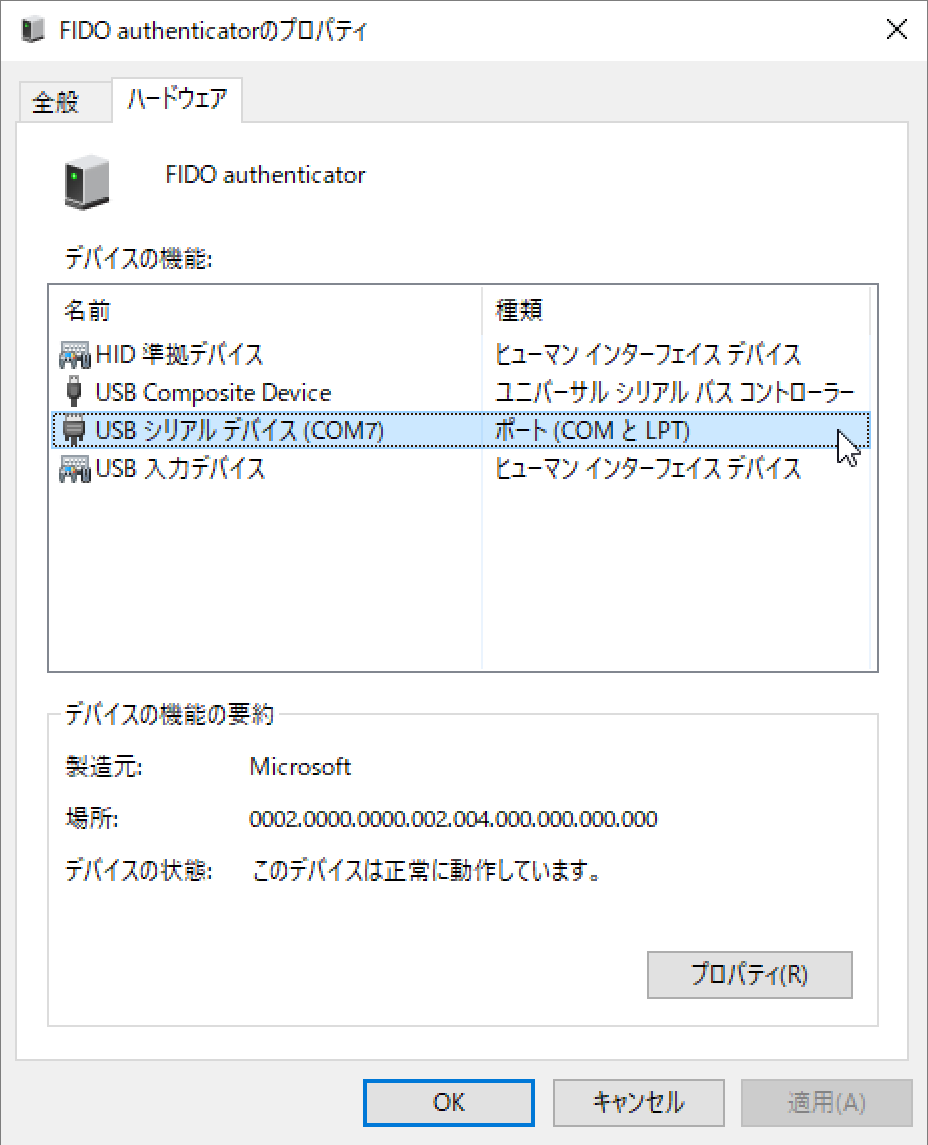 FIDO authenticatorのプロパティ
全般 ハードウェア
FIDO authenticator
デバイスの機能:
名前 種類
HID 準拠デバイス ヒューマン インターフェイス デバイス
USB Composite Device ユニバーサル シリアル バス コントローラー
USB シリアル デバイス (COM7) ポート (COM と LPT)
USB 入力デバイス ヒューマン インターフェイス デバイス
デバイスの機能の要約
製造元: Microsoft
場所: 0002.0000.0000.002.004.000.000.000.000
デバイスの状態: このデバイスは正常に動作しています。
プロパティ(R)
OK キャンセル 適用(A)